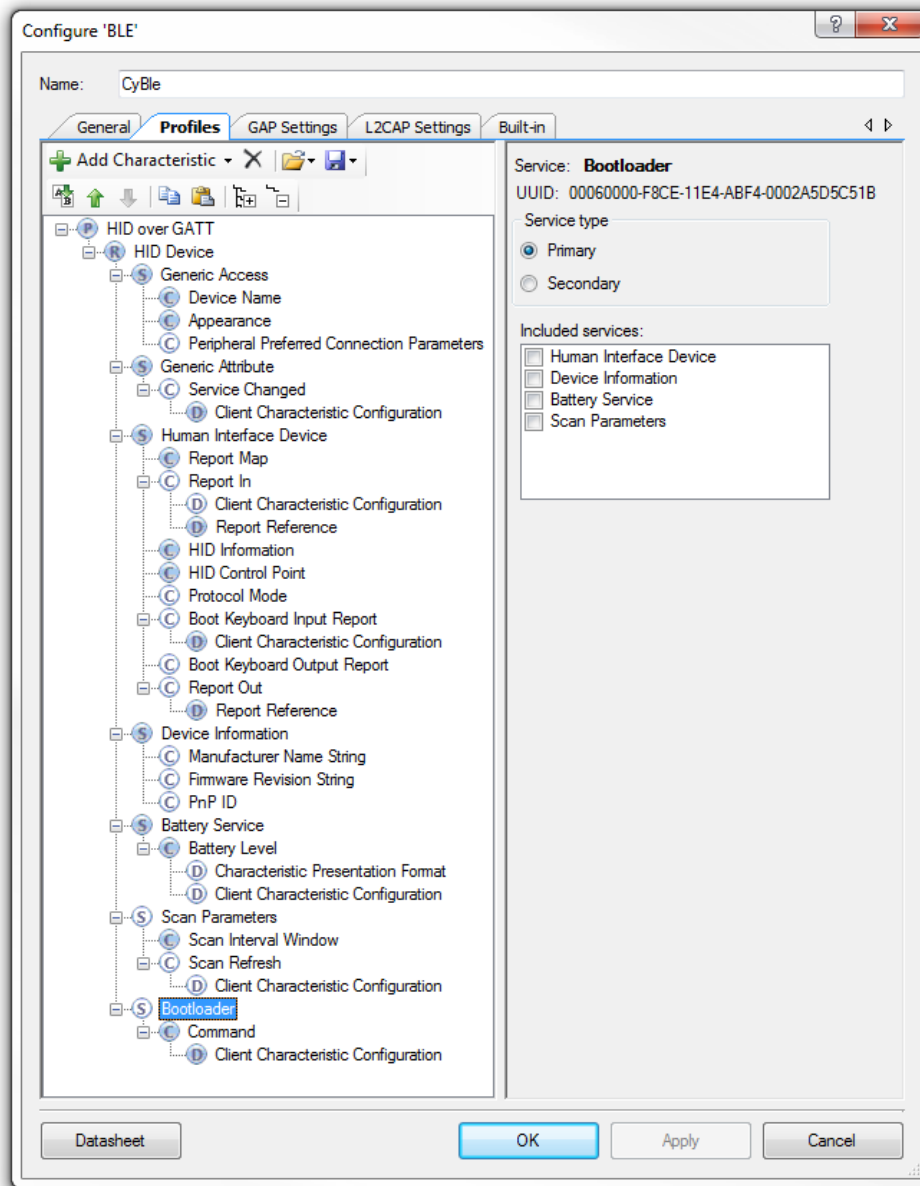 Configure 'BLE'
Name: CyBle
General Profiles GAP Settings L2CAP Settings Built-in
Add Characteristic
P HID over GATT
R HID Device
S Generic Access
C Device Name
C Appearance
C Peripheral Preferred Connection Parameters
S Generic Attribute
C Service Changed
D Client Characteristic Configuration
S Human Interface Device
C Report Map
C Report In
D Client Characteristic Configuration
D Report Reference
C HID Information
C HID Control Point
C Protocol Mode
C Boot Keyboard Input Report
D Client Characteristic Configuration
C Boot Keyboard Output Report
C Report Out
D Report Reference
S Device Information
C Manufacturer Name String
C Firmware Revision String
C PnP ID
S Battery Service
C Battery Level
D Characteristic Presentation Format
D Client Characteristic Configuration
S Scan Parameters
C Scan Interval Window
C Scan Refresh
D Client Characteristic Configuration
S Bootloader
C Command
D Client Characteristic Configuration
Service: Bootloader
UUID: 00060000-F8CE-11E4-ABF4-0002A5D5C51B
Service type
Primary
Secondary
Included services:
Human Interface Device
Device Information
Battery Service
Scan Parameters
Datasheet OK Apply Cancel